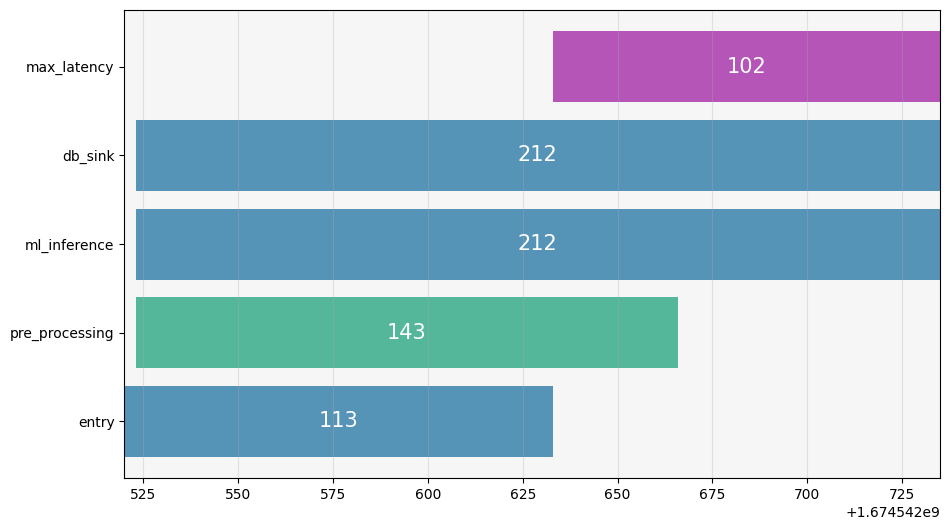 max_latency
102
db_sink
212
ml_inference
212
pre_processing
143
entry
113
525 550 575 600 625 650 675 700 725
+1.674542e9